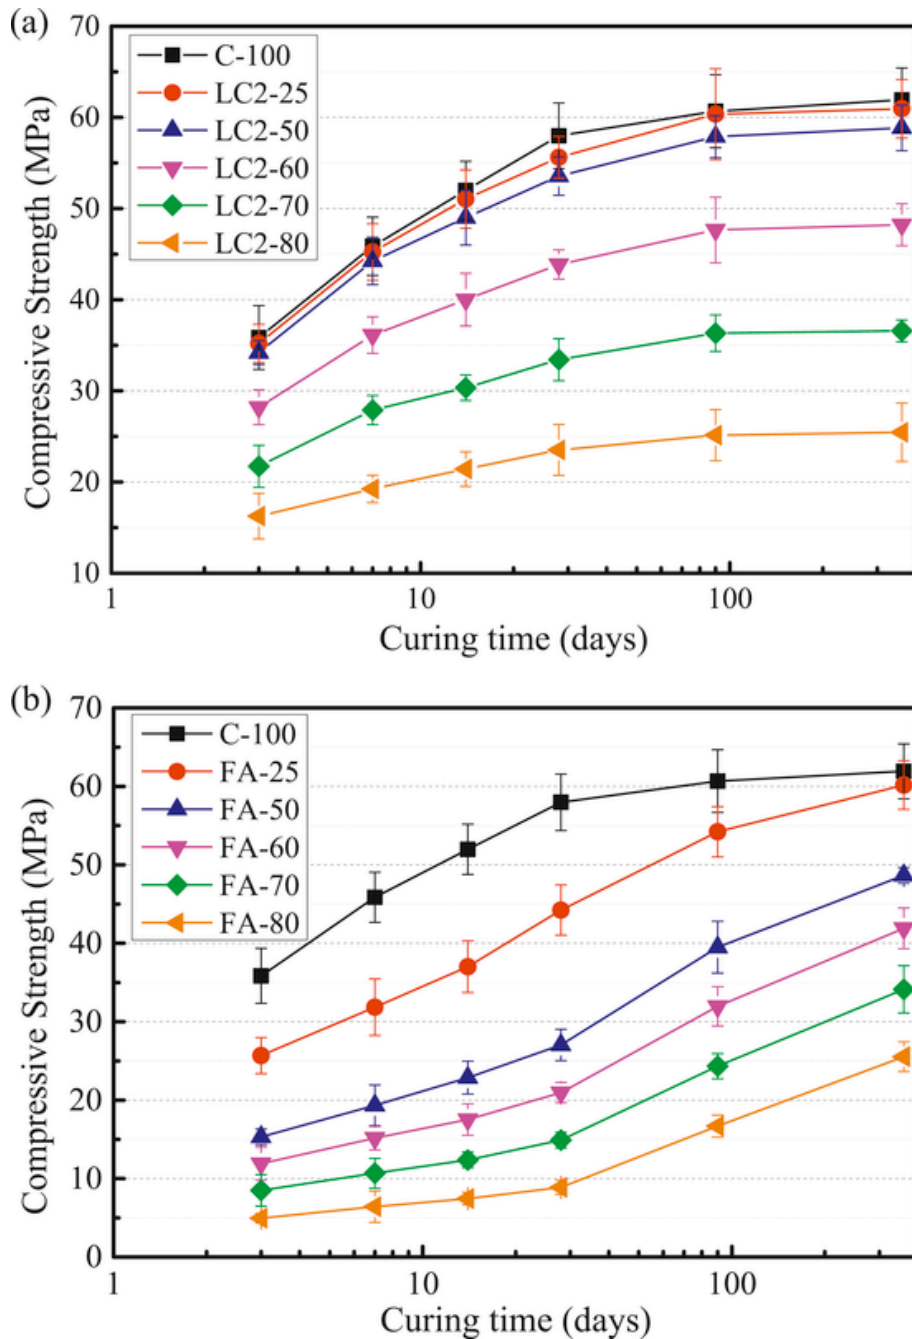 (a)
70
60
50
40
30
20
10
Compressive Strength (MPa)
C-100
LC2-25
LC2-50
LC2-60
LC2-70
LC2-80
1
10
100
Curing time (days)
(b)
70
60
50
40
30
20
10
0
Compressive Strength (MPa)
C-100
FA-25
FA-50
FA-60
FA-70
FA-80
1
10
100
Curing time (days)